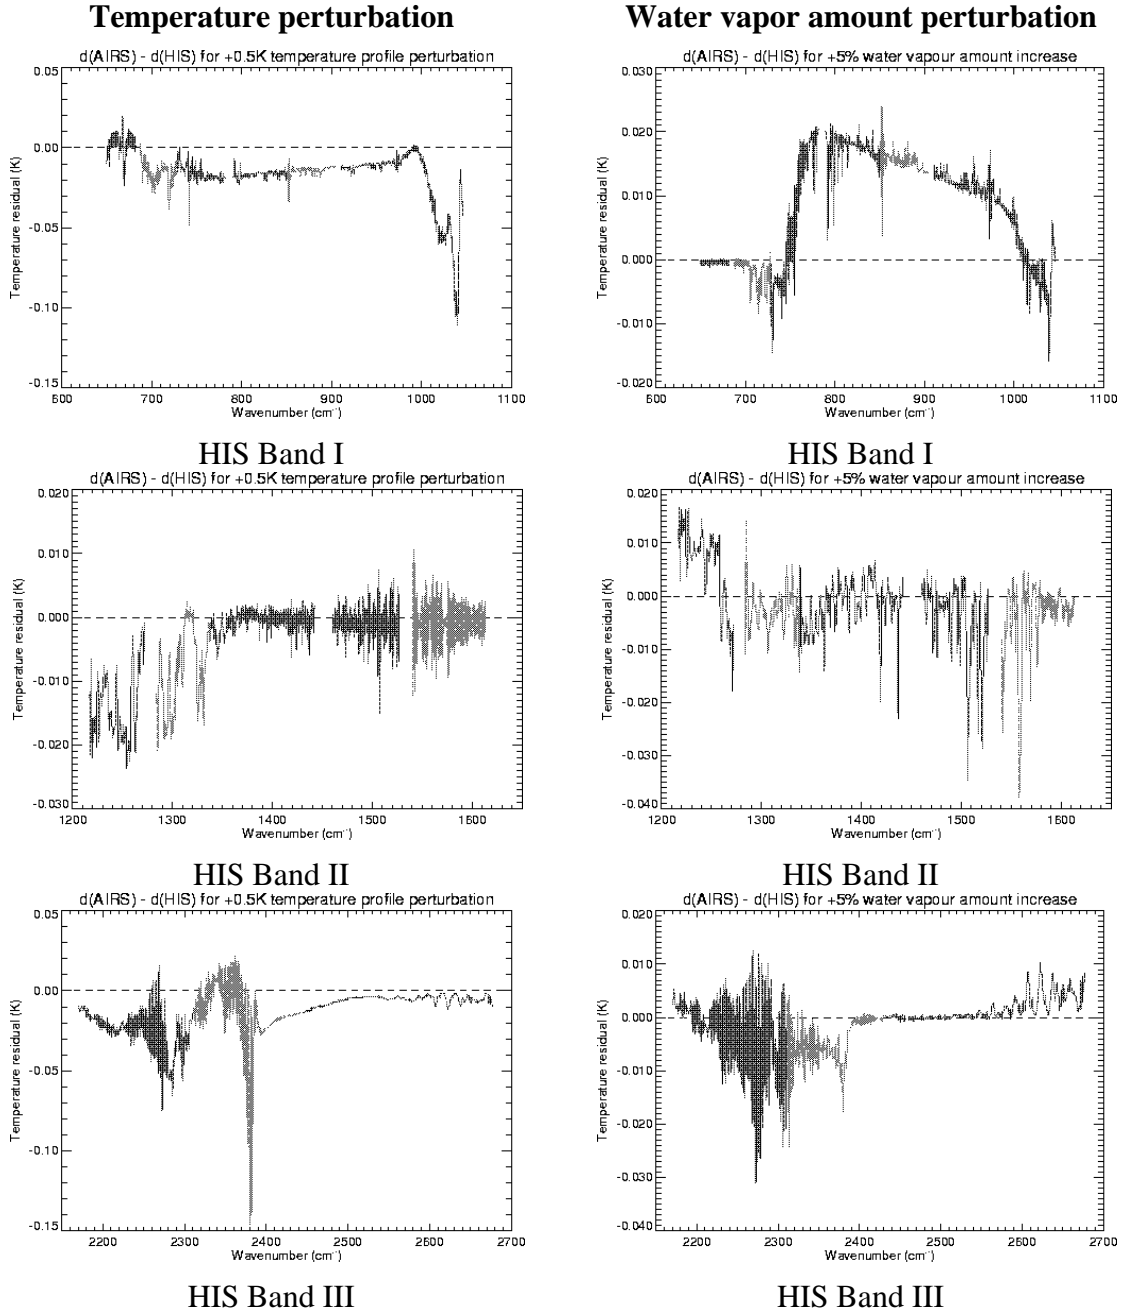 Temperature perturbation
Water vapor amount perturbation
d(AIRS) - d(HIS) for +0.5K temperature profile perturbation
0.05
0.00
-0.05
-0.10
-0.15
Temperature residual (K)
600 700 800 900 1000 1100
Wavenumber (cm⁻¹)
HIS Band I
d(AIRS) - d(HIS) for +5% water vapour amount increase
0.030
0.020
0.010
0.000
-0.010
-0.020
Temperature residual (K)
600 700 800 900 1000 1100
Wavenumber (cm⁻¹)
HIS Band I
d(AIRS) - d(HIS) for +0.5K temperature profile perturbation
0.020
0.010
0.000
-0.010
-0.020
-0.030
Temperature residual (K)
1200 1300 1400 1500 1600
Wavenumber (cm⁻¹)
HIS Band II
d(AIRS) - d(HIS) for +5% water vapour amount increase
0.020
0.010
0.000
-0.010
-0.020
-0.030
-0.040
Temperature residual (K)
1200 1300 1400 1500 1600
Wavenumber (cm⁻¹)
HIS Band II
d(AIRS) - d(HIS) for +0.5K temperature profile perturbation
0.05
0.00
-0.05
-0.10
-0.15
Temperature residual (K)
2200 2300 2400 2500 2600 2700
Wavenumber (cm⁻¹)
HIS Band III
d(AIRS) - d(HIS) for +5% water vapour amount increase
0.020
0.010
0.000
-0.010
-0.020
-0.030
-0.040
Temperature residual (K)
2200 2300 2400 2500 2600 2700
Wavenumber (cm⁻¹)
HIS Band III